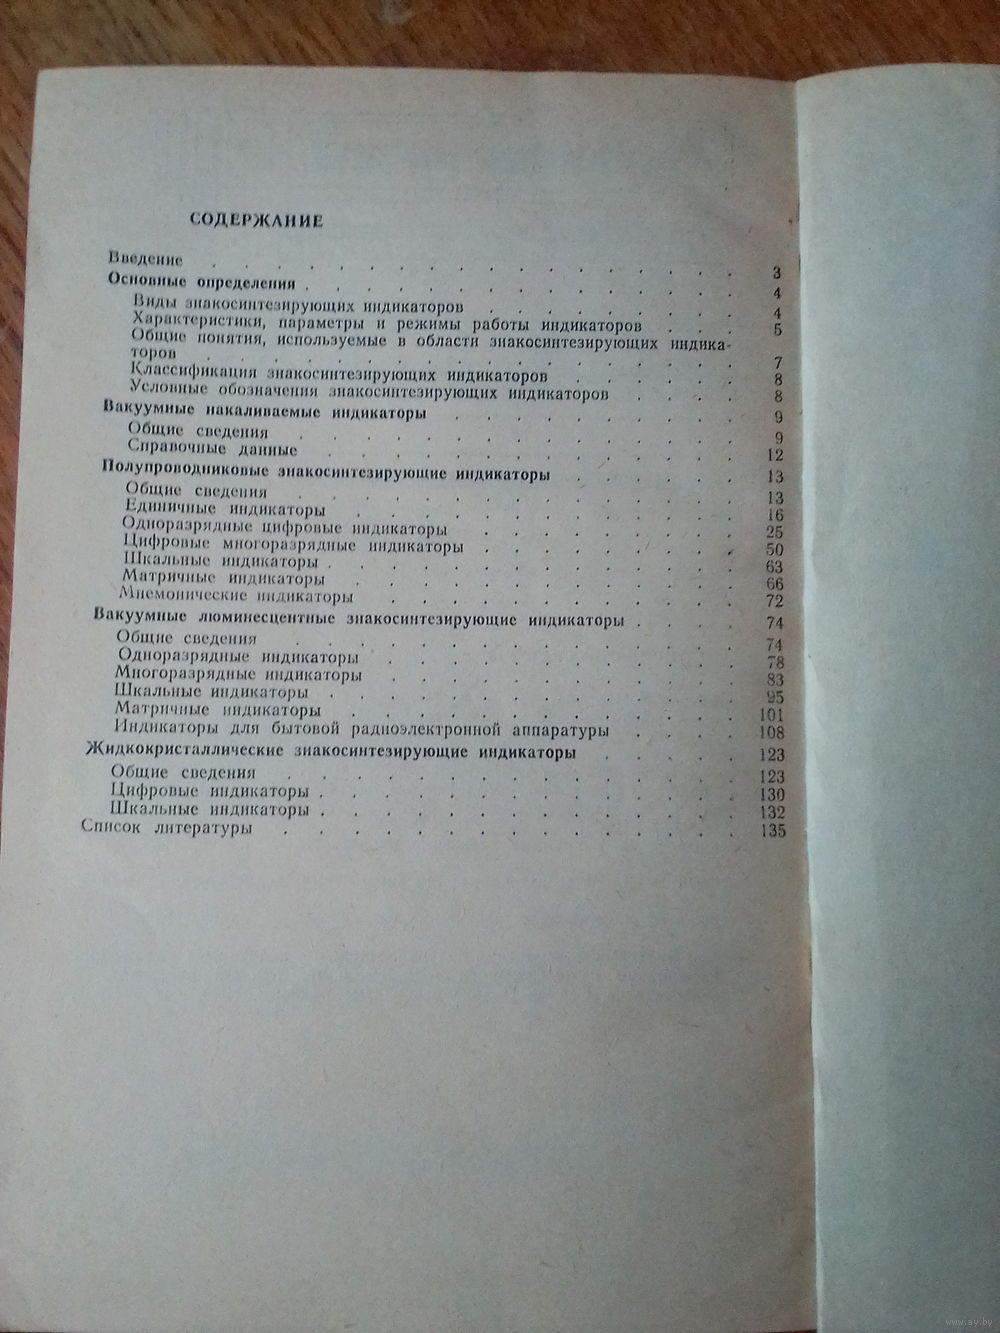 СОДЕРЖАНИЕ
Введение . . . . . . . . . . . . . . . . . 3
Основные определения . . . . . . . . . . . . . . 4
Виды знакосинтезирующих индикаторов . . . . . . . . 4
Характеристики, параметры и режимы работы индикаторов . . . 5
Общие понятия, используемые в области знакосинтезирующих индика-
торов . . . . . . . . . . . . . . . . . 7
Классификация знакосинтезирующих индикаторов . . . . . . 8
Условные обозначения знакосинтезирующих индикаторов . . . . 8
Вакуумные накаливаемые индикаторы . . . . . . . . . . 9
Общие сведения . . . . . . . . . . . . . . 9
Справочные данные . . . . . . . . . . . . . 12
Полупроводниковые знакосинтезирующие индикаторы . . . . . . 13
Общие сведения . . . . . . . . . . . . . . 13
Единичные индикаторы . . . . . . . . . . . . 16
Одноразрядные цифровые индикаторы . . . . . . . . 25
Цифровые многоразрядные индикаторы . . . . . . . . 50
Шкальные индикаторы . . . . . . . . . . . . . 63
Матричные индикаторы . . . . . . . . . . . . 66
Мнемонические индикаторы . . . . . . . . . . . 72
Вакуумные люминесцентные знакосинтезирующие индикаторы . . . . 74
Общие сведения . . . . . . . . . . . . . . 74
Одноразрядные индикаторы . . . . . . . . . . . 78
Многоразрядные индикаторы . . . . . . . . . . . 83
Шкальные индикаторы . . . . . . . . . . . . . 95
Матричные индикаторы . . . . . . . . . . . . 101
Индикаторы для бытовой радиоэлектронной аппаратуры . . . . 108
Жидкокристаллические знакосинтезирующие индикаторы . . . . . 123
Общие сведения . . . . . . . . . . . . . . 123
Цифровые индикаторы . . . . . . . . . . . . . 130
Шкальные индикаторы . . . . . . . . . . . . . 132
Список литературы . . . . . . . . . . . . . . 135
www.ay.by